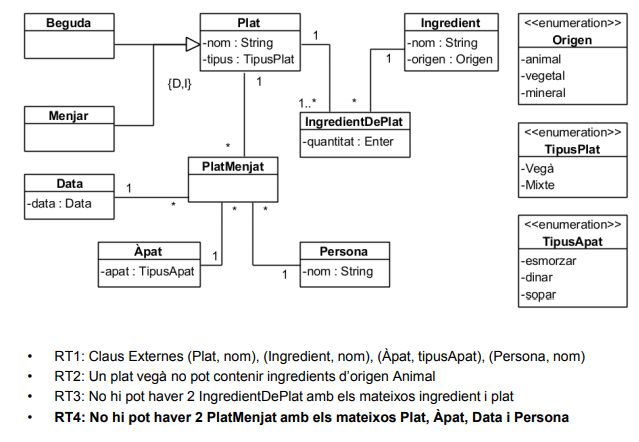 Beguda
Plat
-nom : String
-tipus : TipusPlat
Ingredient
-nom : String
-origen : Origen
<<enumeration>>
Origen
-animal
-vegetal
-mineral
1
1
{D,I}
1
1
Menjar
1..*
*
IngredientDePlat
-quantitat : Enter
<<enumeration>>
TipusPlat
-Vegà
-Mixte
*
PlatMenjat
Data
-data : Data
1
*
*
*
<<enumeration>>
TipusApat
-esmorzar
-dinar
-sopar
Àpat
-apat : TipusApat
1
1
Persona
-nom : String
• RT1: Claus Externes (Plat, nom), (Ingredient, nom), (Àpat, tipusApat), (Persona, nom)
• RT2: Un plat vegà no pot contenir ingredients d'origen Animal
• RT3: No hi pot haver 2 IngredientDePlat amb els mateixos ingredient i plat
• RT4: No hi pot haver 2 PlatMenjat amb els mateixos Plat, Àpat, Data i Persona